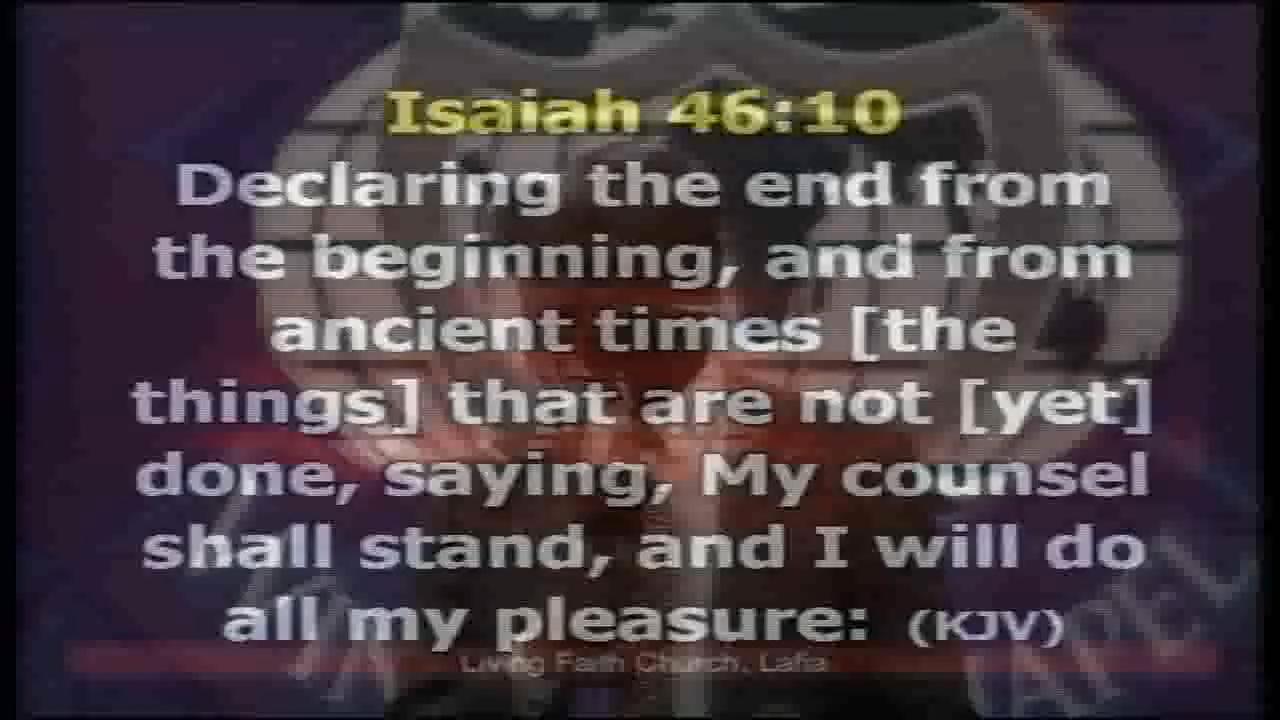 Isaiah 46:10
Declaring the end from
the beginning, and from
ancient times [the
things] that are not [yet]
done, saying, My counsel
shall stand, and I will do
all my pleasure: (KJV)
Living Faith Church, Lafia